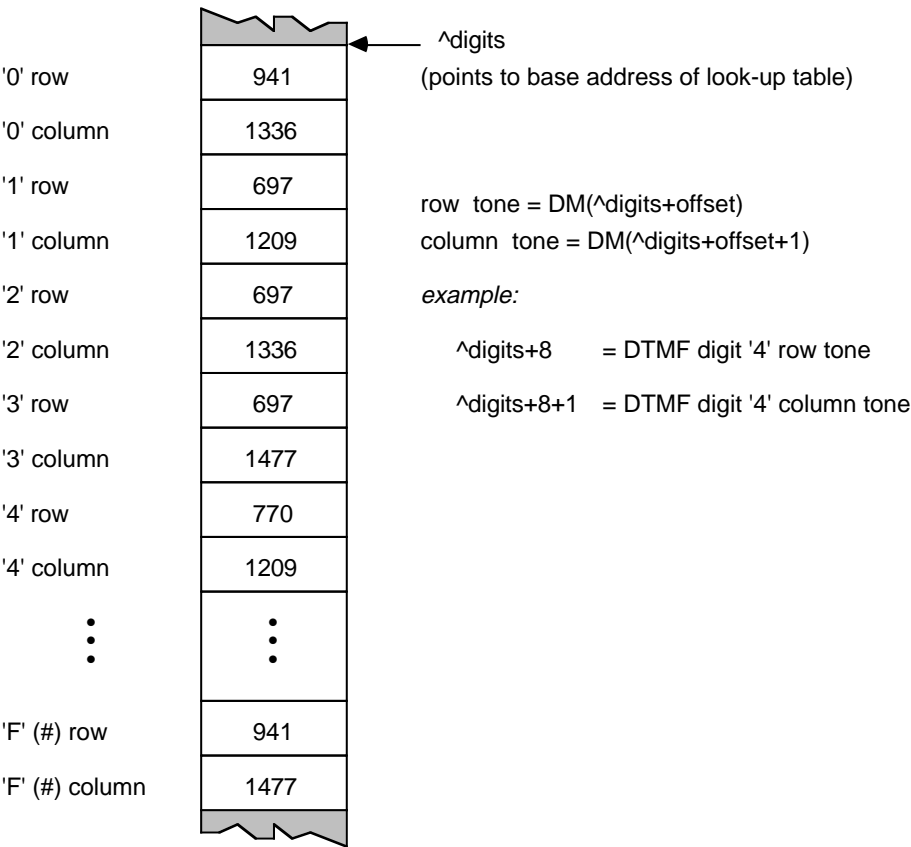 ^digits
'0' row 941 (points to base address of look-up table)
'0' column 1336
'1' row 697
row tone = DM(^digits+offset)
'1' column 1209 column tone = DM(^digits+offset+1)
'2' row 697 example:
'2' column 1336 ^digits+8 = DTMF digit '4' row tone
'3' row 697 ^digits+8+1 = DTMF digit '4' column tone
'3' column 1477
'4' row 770
'4' column 1209
'F' (#) row 941
'F' (#) column 1477